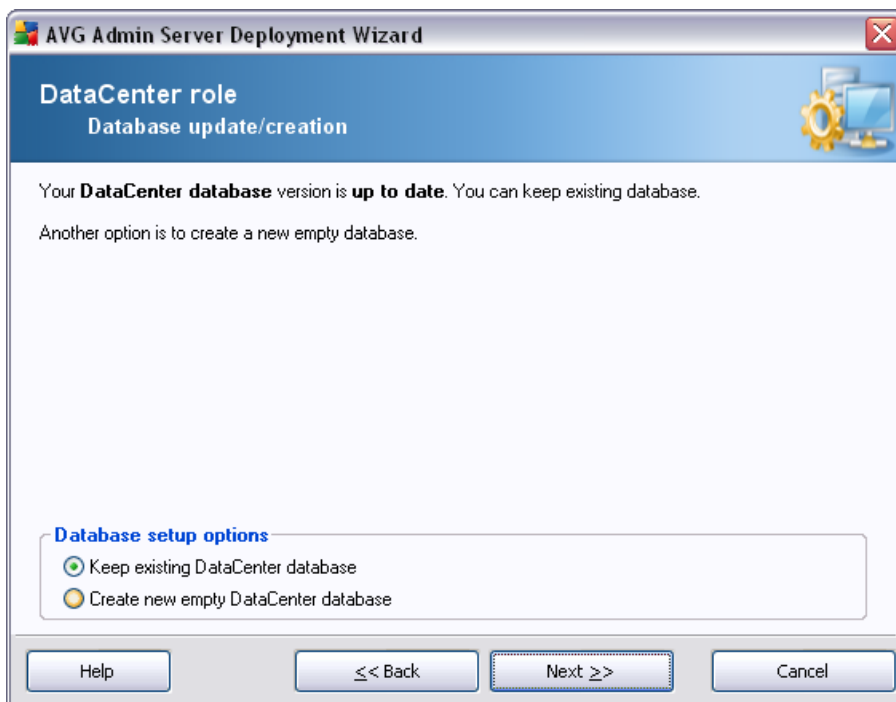 AVG Admin Server Deployment Wizard
DataCenter role
Database update/creation
Your DataCenter database version is up to date. You can keep existing database.
Another option is to create a new empty database.
Database setup options
Keep existing DataCenter database
Create new empty DataCenter database
Help
<< Back
Next >>
Cancel